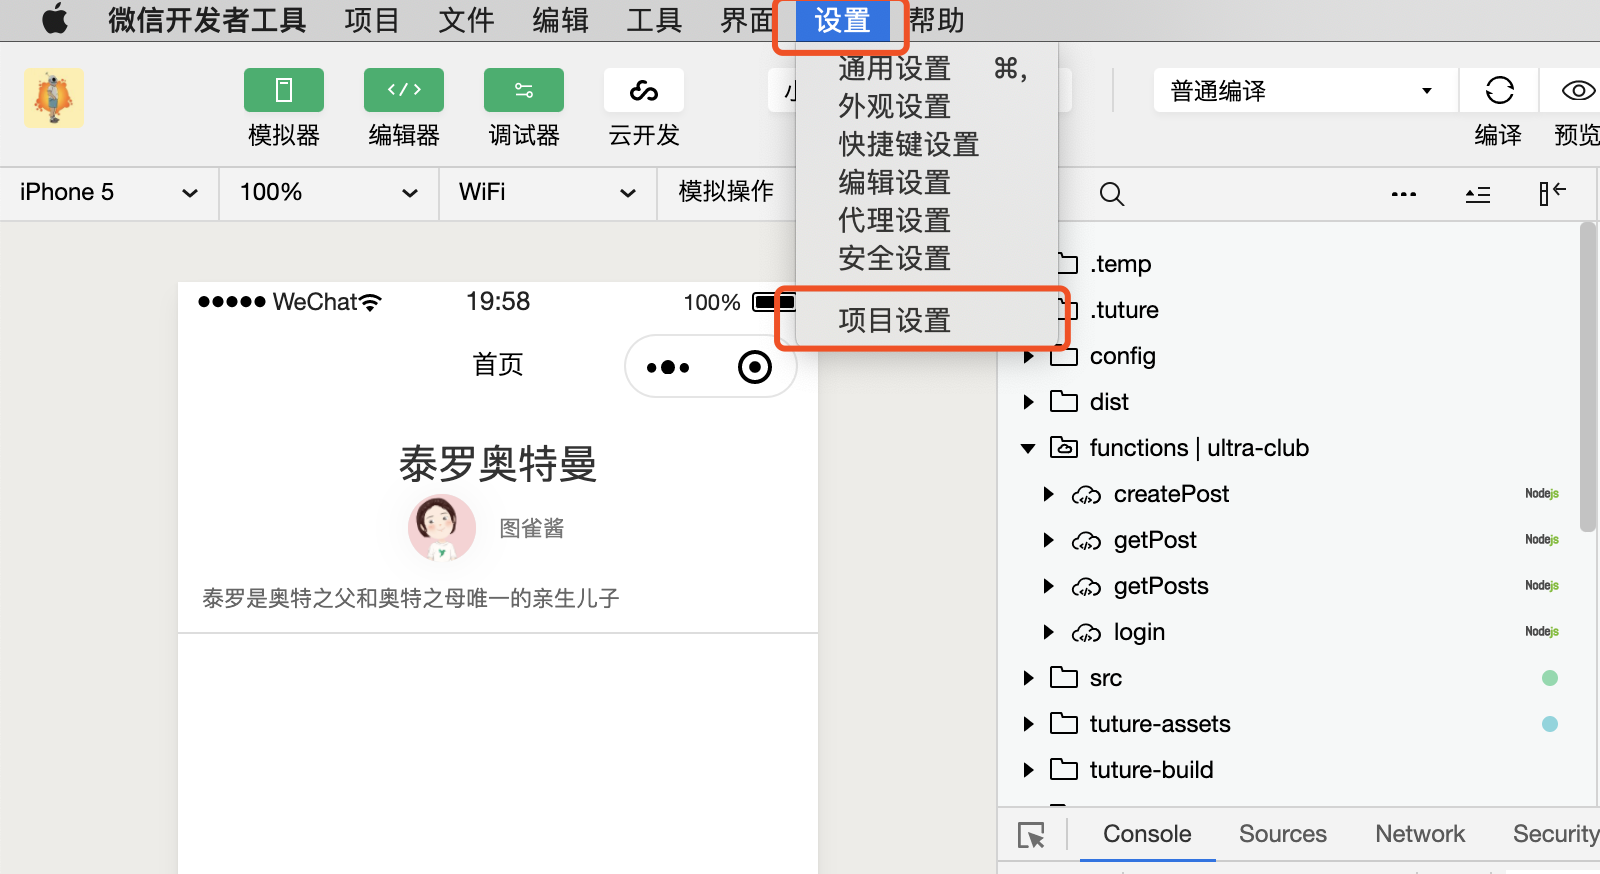 微信开发者工具 项目 文件 编辑 工具 界面 设置 帮助
通用设置 ⌘,
外观设置
快捷键设置
编辑设置
代理设置
安全设置
项目设置
模拟器 编辑器 调试器 云开发 小
普通编译
编译 预览
iPhone 5 100% WiFi 模拟操作
WeChat 19:58 100%
首页
泰罗奥特曼
图雀酱
泰罗是奥特之父和奥特之母唯一的亲生儿子
.temp
.tuture
config
dist
functions | ultra-club
createPost Nodejs
getPost Nodejs
getPosts Nodejs
login Nodejs
src
tuture-assets
tuture-build
Console Sources Network Security